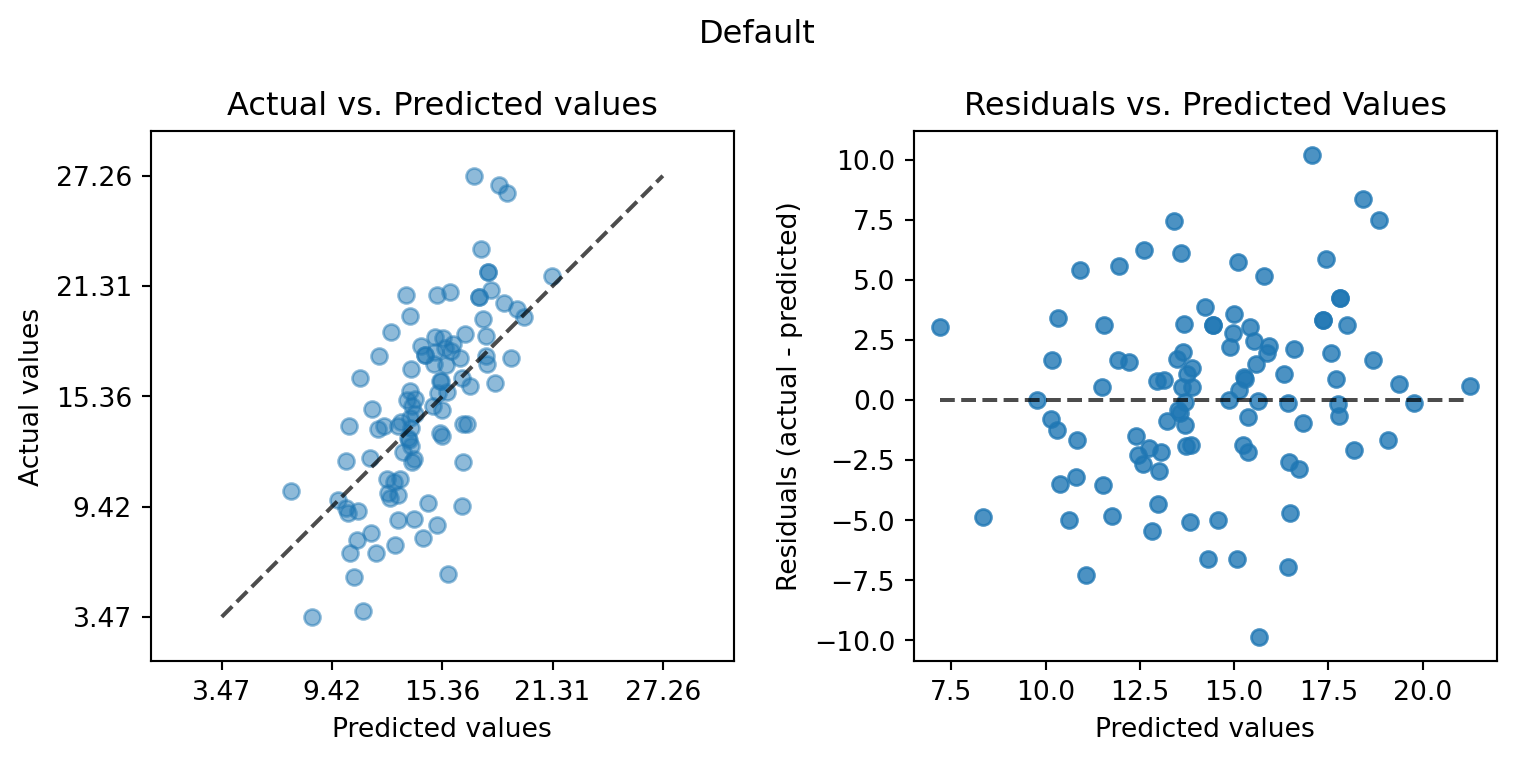 Default
Actual vs. Predicted values
Actual values
27.26
21.31
15.36
9.42
3.47
3.47 9.42 15.36 21.31 27.26
Predicted values
Residuals vs. Predicted Values
Residuals (actual - predicted)
10.0
7.5
5.0
2.5
0.0
−2.5
−5.0
−7.5
−10.0
7.5 10.0 12.5 15.0 17.5 20.0
Predicted values